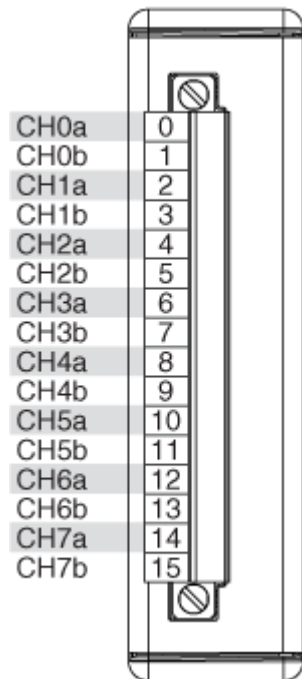 CH0a 0
CH0b 1
CH1a 2
CH1b 3
CH2a 4
CH2b 5
CH3a 6
CH3b 7
CH4a 8
CH4b 9
CH5a 10
CH5b 11
CH6a 12
CH6b 13
CH7a 14
CH7b 15